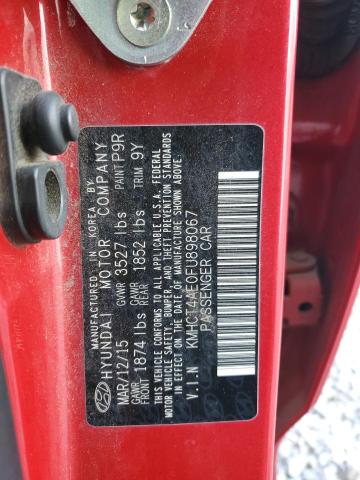 MANUFACTURED IN KOREA BY
HYUNDAI MOTOR COMPANY
MAR/12/15 GVWR 3527 lbs PAINT P9R
GAWR FRONT 1874 lbs GAWR REAR 1852 lbs TRIM 9Y
THIS VEHICLE CONFORMS TO ALL APPLICABLE U.S.A. FEDERAL
MOTOR VEHICLE SAFETY, BUMPER, AND THEFT PREVENTION STANDARDS
IN EFFECT ON THE DATE OF MANUFACTURE SHOWN ABOVE.
V.I.N KMHCT4AE0FU898067
PASSENGER CAR